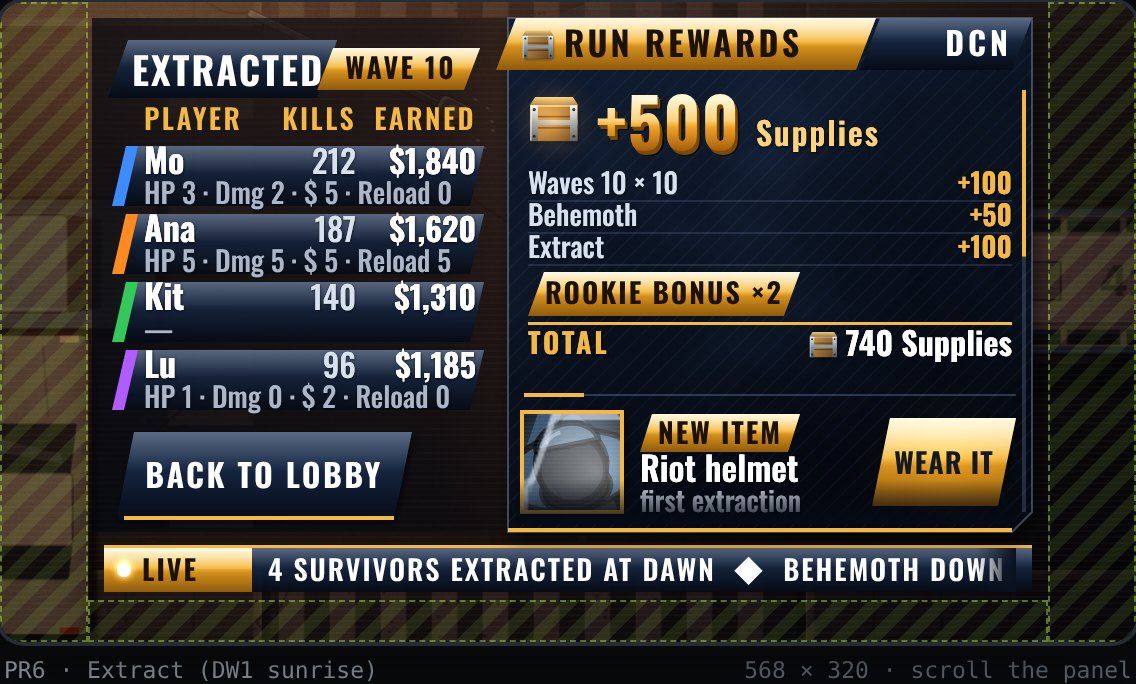 EXTRACTED WAVE 10
PLAYER KILLS EARNED
Mo 212 $1,840
HP 3 · Dmg 2 · $ 5 · Reload 0
Ana 187 $1,620
HP 5 · Dmg 5 · $ 5 · Reload 5
Kit 140 $1,310
—
Lu 96 $1,185
HP 1 · Dmg 0 · $ 2 · Reload 0
BACK TO LOBBY
RUN REWARDS DCN
+500 Supplies
Waves 10 × 10 +100
Behemoth +50
Extract +100
ROOKIE BONUS ×2
TOTAL 740 Supplies
NEW ITEM
Riot helmet
first extraction
WEAR IT
LIVE 4 SURVIVORS EXTRACTED AT DAWN ◆ BEHEMOTH DOWN
PR6 · Extract (DW1 sunrise) 568 × 320 · scroll the panel